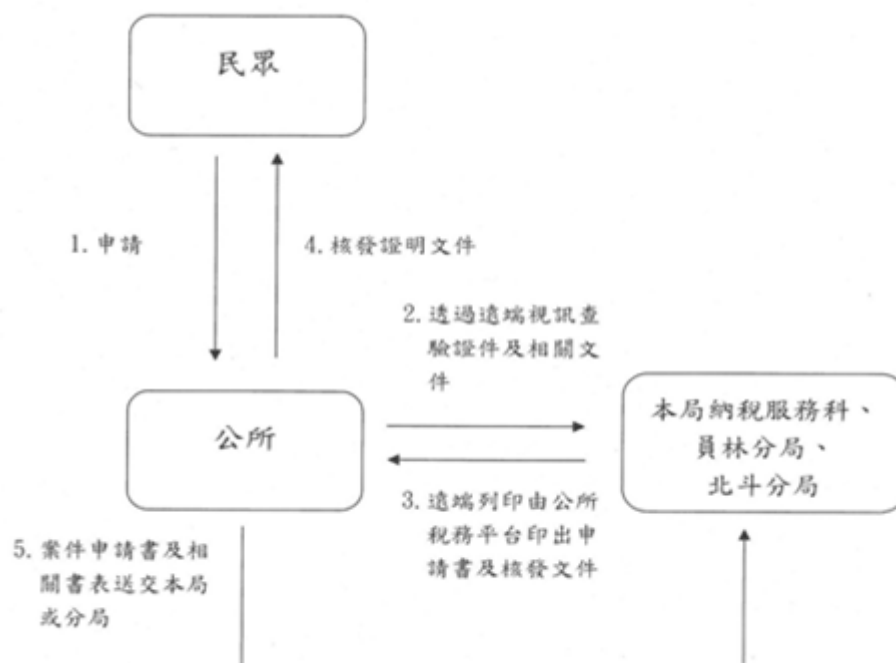 民眾
1. 申請
4. 核發證明文件
2. 透過遠端視訊查
驗證件及相關文
件
公所
本局納稅服務科、
員林分局、
北斗分局
3. 遠端列印由公所
稅務平台印出申
請書及核發文件
5. 案件申請書及相
關書表送交本局
或分局